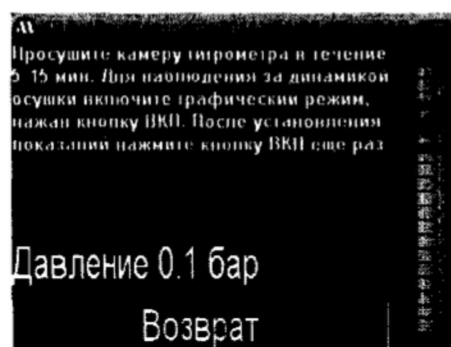 Просушите камеру гигрометра в течение
5 15 мин. Для наблюдения за динамикой
осушки включите графический режим,
нажав кнопку ВКЛ. После установления
показаний нажмите кнопку ВКЛ еще раз
Давление 0.1 бар
Возврат